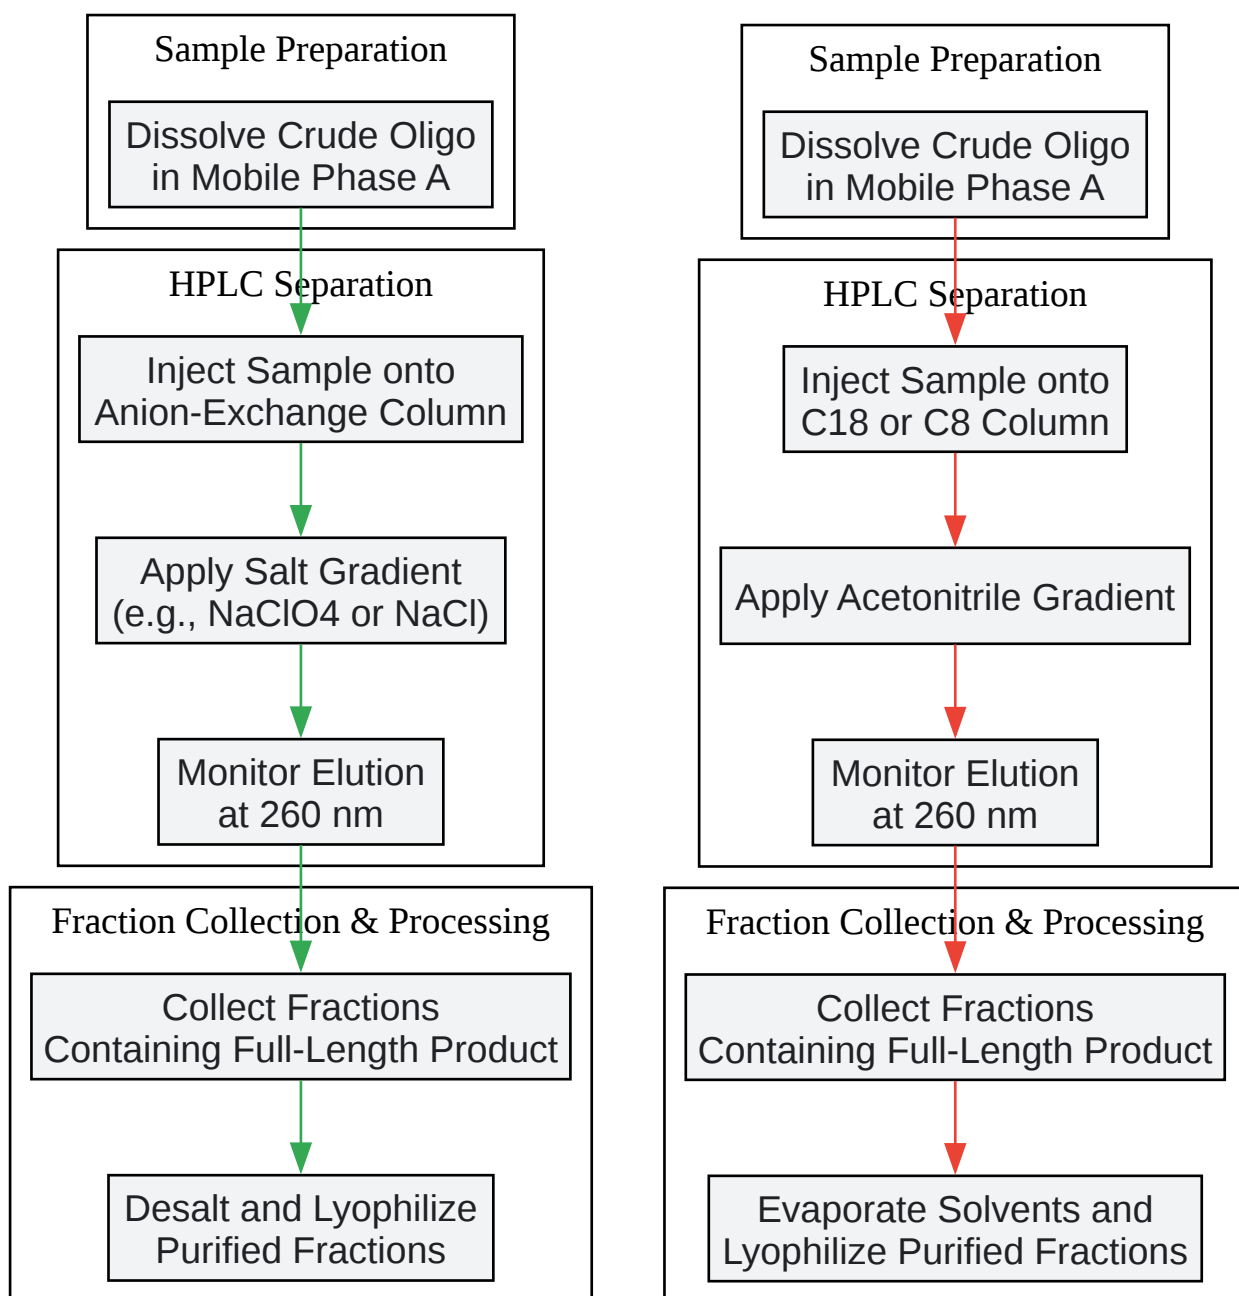 Sample Preparation
Dissolve Crude Oligo
in Mobile Phase A
HPLC Separation
Inject Sample onto
Anion-Exchange Column
Apply Salt Gradient
(e.g., NaClO4 or NaCl)
Monitor Elution
at 260 nm
Fraction Collection & Processing
Collect Fractions
Containing Full-Length Product
Desalt and Lyophilize
Purified Fractions
Sample Preparation
Dissolve Crude Oligo
in Mobile Phase A
HPLC Separation
Inject Sample onto
C18 or C8 Column
Apply Acetonitrile Gradient
Monitor Elution
at 260 nm
Fraction Collection & Processing
Collect Fractions
Containing Full-Length Product
Evaporate Solvents and
Lyophilize Purified Fractions